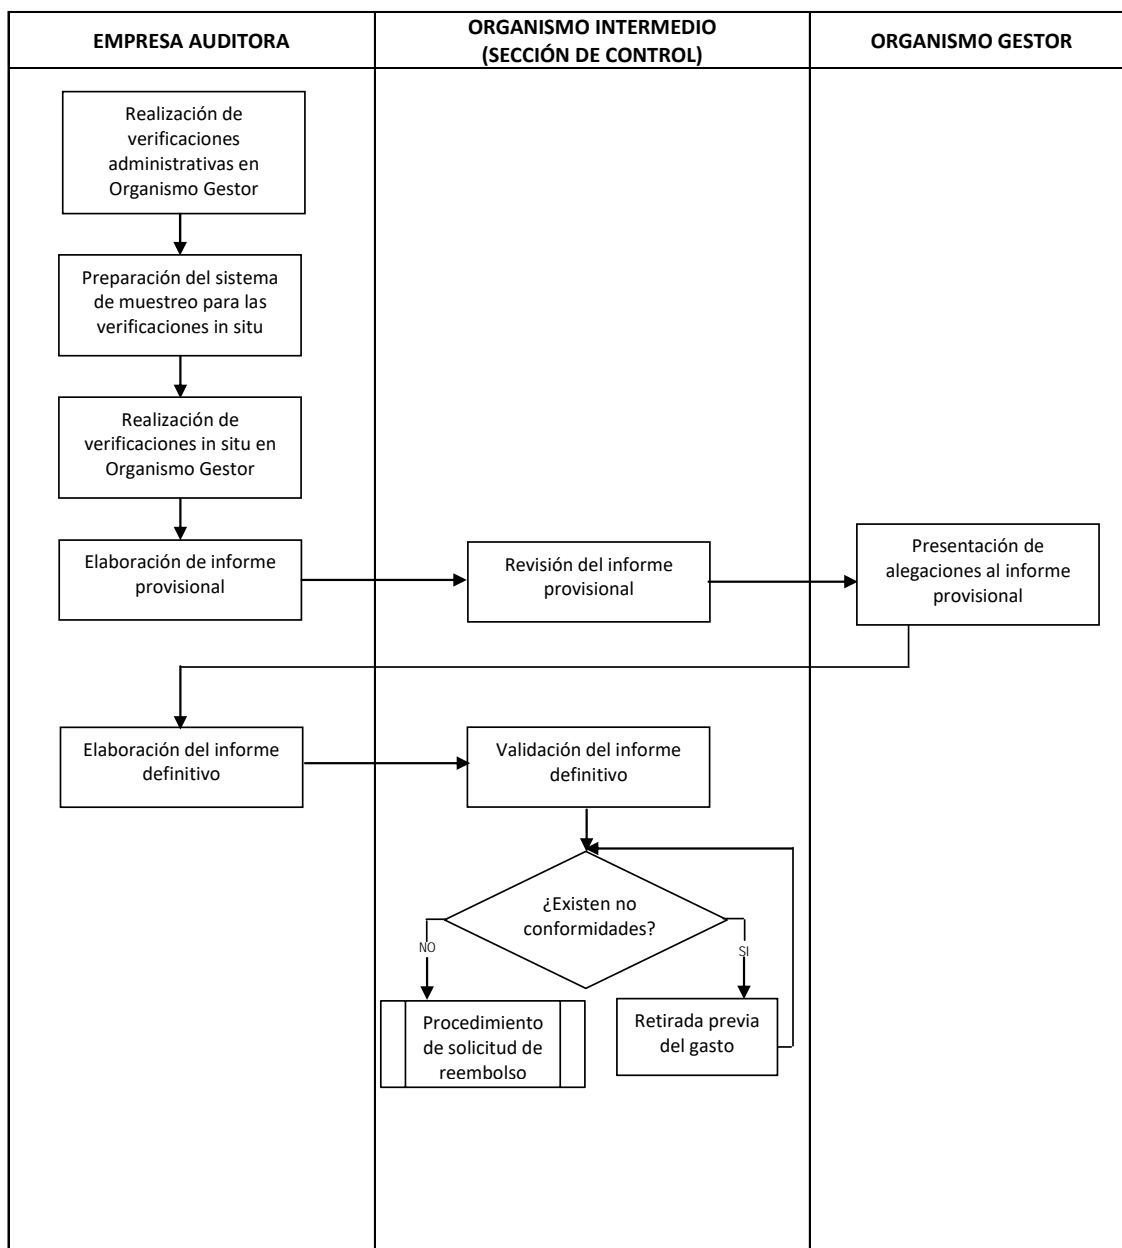 EMPRESA AUDITORA
ORGANISMO INTERMEDIO
(SECCIÓN DE CONTROL)
ORGANISMO GESTOR
Realización de
verificaciones
administrativas en
Organismo Gestor
Preparación del sistema
de muestreo para las
verificaciones in situ
Realización de
verificaciones in situ en
Organismo Gestor
Elaboración de informe
provisional
Revisión del informe
provisional
Presentación de
alegaciones al informe
provisional
Elaboración del informe
definitivo
Validación del informe
definitivo
¿Existen no
conformidades?
NO
SI
Procedimiento
de solicitud de
reembolso
Retirada previa
del gasto